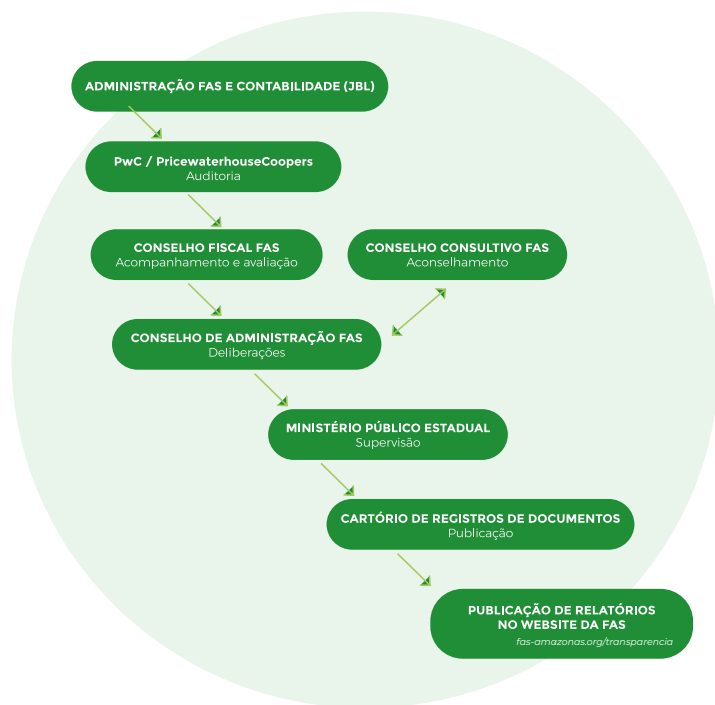 ADMINISTRAÇÃO FAS E CONTABILIDADE (JBL)
PwC / PricewaterhouseCoopers
Auditoria
CONSELHO FISCAL FAS
Acompanhamento e avaliação
CONSELHO CONSULTIVO FAS
Aconselhamento
CONSELHO DE ADMINISTRAÇÃO FAS
Deliberações
MINISTÉRIO PÚBLICO ESTADUAL
Supervisão
CARTÓRIO DE REGISTROS DE DOCUMENTOS
Publicação
PUBLICAÇÃO DE RELATÓRIOS
NO WEBSITE DA FAS
fas-amazonas.org/transparencia